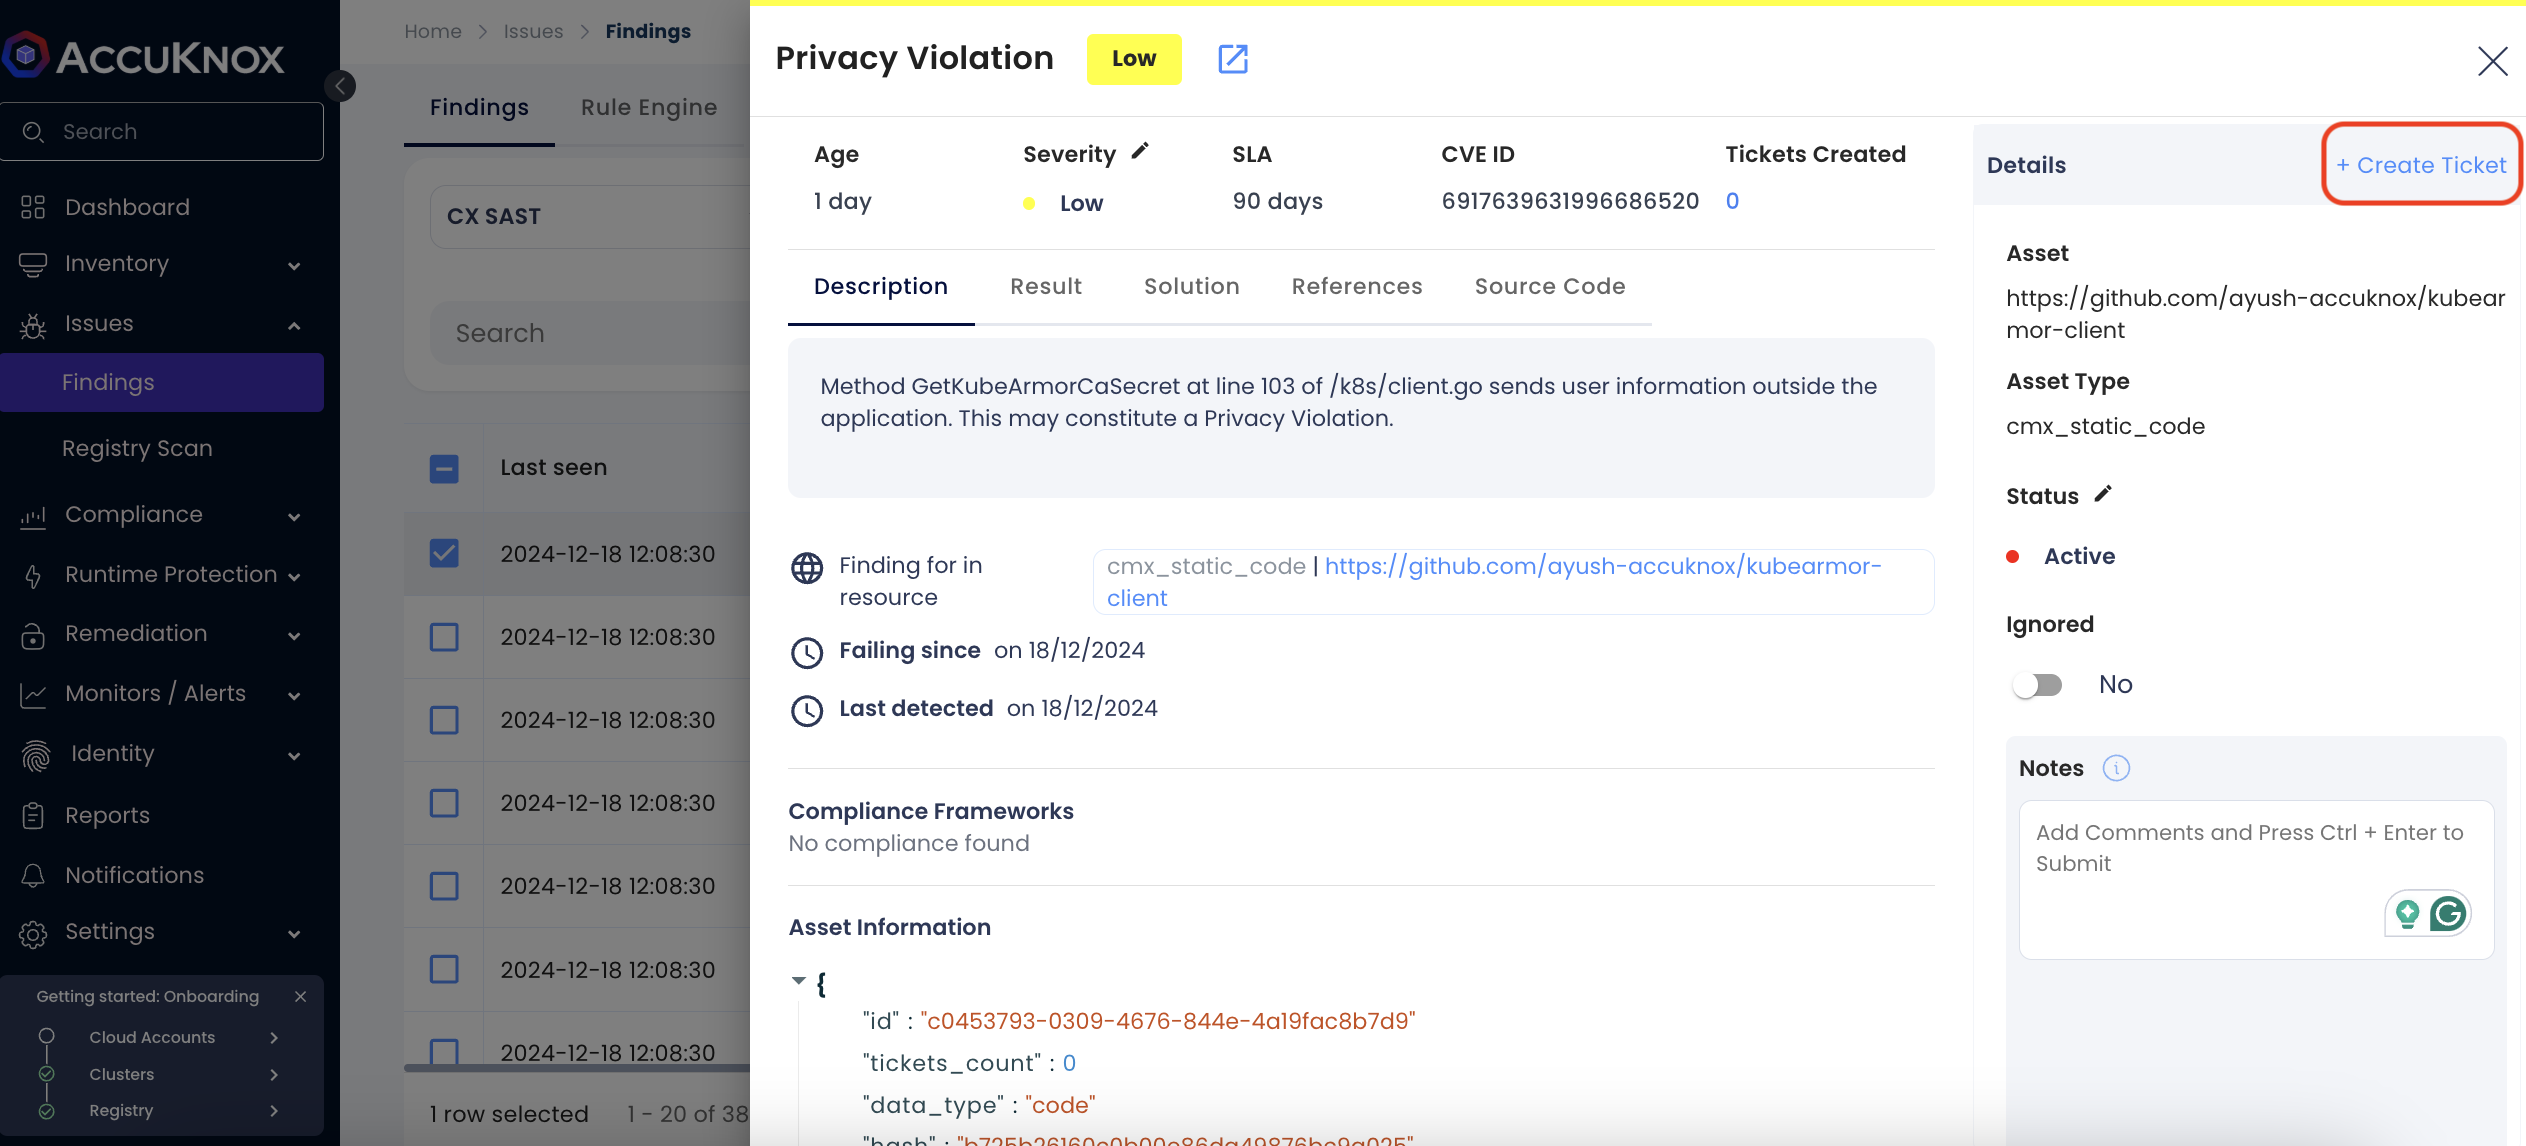 ACCUKNOX
Search
Dashboard
Inventory
Issues
Findings
Registry Scan
Compliance
Runtime Protection
Remediation
Monitors / Alerts
Identity
Reports
Notifications
Settings
Getting started: Onboarding
Cloud Accounts
Clusters
Registry
Home > Issues > Findings
Findings Rule Engine
CX SAST
Search
Last seen
2024-12-18 12:08:30
2024-12-18 12:08:30
2024-12-18 12:08:30
2024-12-18 12:08:30
2024-12-18 12:08:30
2024-12-18 12:08:30
2024-12-18 12:08:30
1 row selected 1 - 20 of 38
Privacy Violation Low
Age Severity SLA CVE ID Tickets Created
1 day Low 90 days 6917639631996686520 0
Description Result Solution References Source Code
Method GetKubeArmorCaSecret at line 103 of /k8s/client.go sends user information outside the
application. This may constitute a Privacy Violation.
Finding for in
resource
cmx_static_code | https://github.com/ayush-accuknox/kubearmor-
client
Failing since on 18/12/2024
Last detected on 18/12/2024
Compliance Frameworks
No compliance found
Asset Information
{
"id" : "c0453793-0309-4676-844e-4a19fac8b7d9"
"tickets_count" : 0
"data_type" : "code"
"hash" :
Details + Create Ticket
Asset
https://github.com/ayush-accuknox/kubear
mor-client
Asset Type
cmx_static_code
Status
Active
Ignored
No
Notes
Add Comments and Press Ctrl + Enter to
Submit